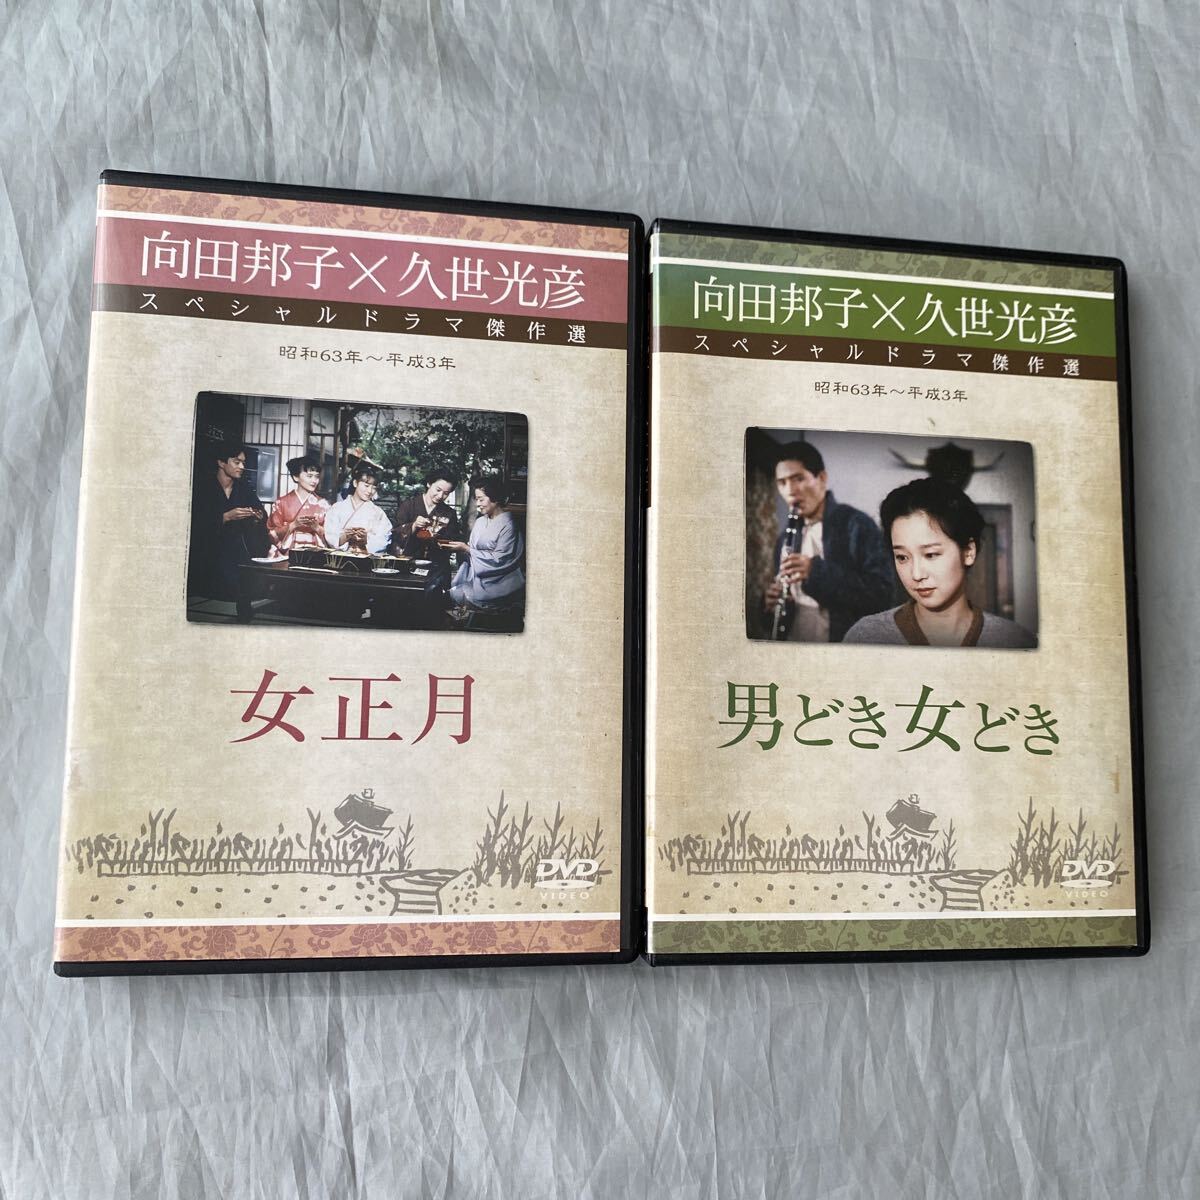 向田邦子×久世光彦
スペシャルドラマ傑作選
昭和63年～平成3年
女正月
DVD
VIDEO
向田邦子×久世光彦
スペシャルドラマ傑作選
昭和63年～平成3年
男どき女どき
DVD
VIDEO